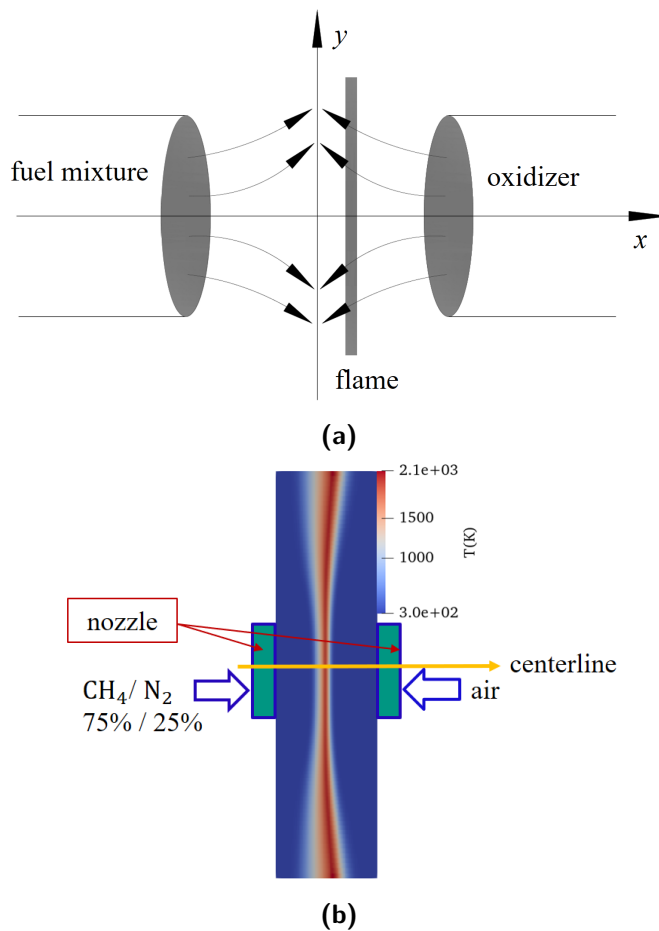 y
fuel mixture
oxidizer
x
flame
(a)
2.1e+03
1500
1000
3.0e+02
T(K)
nozzle
centerline
CH₄/ N₂
75% / 25%
air
(b)